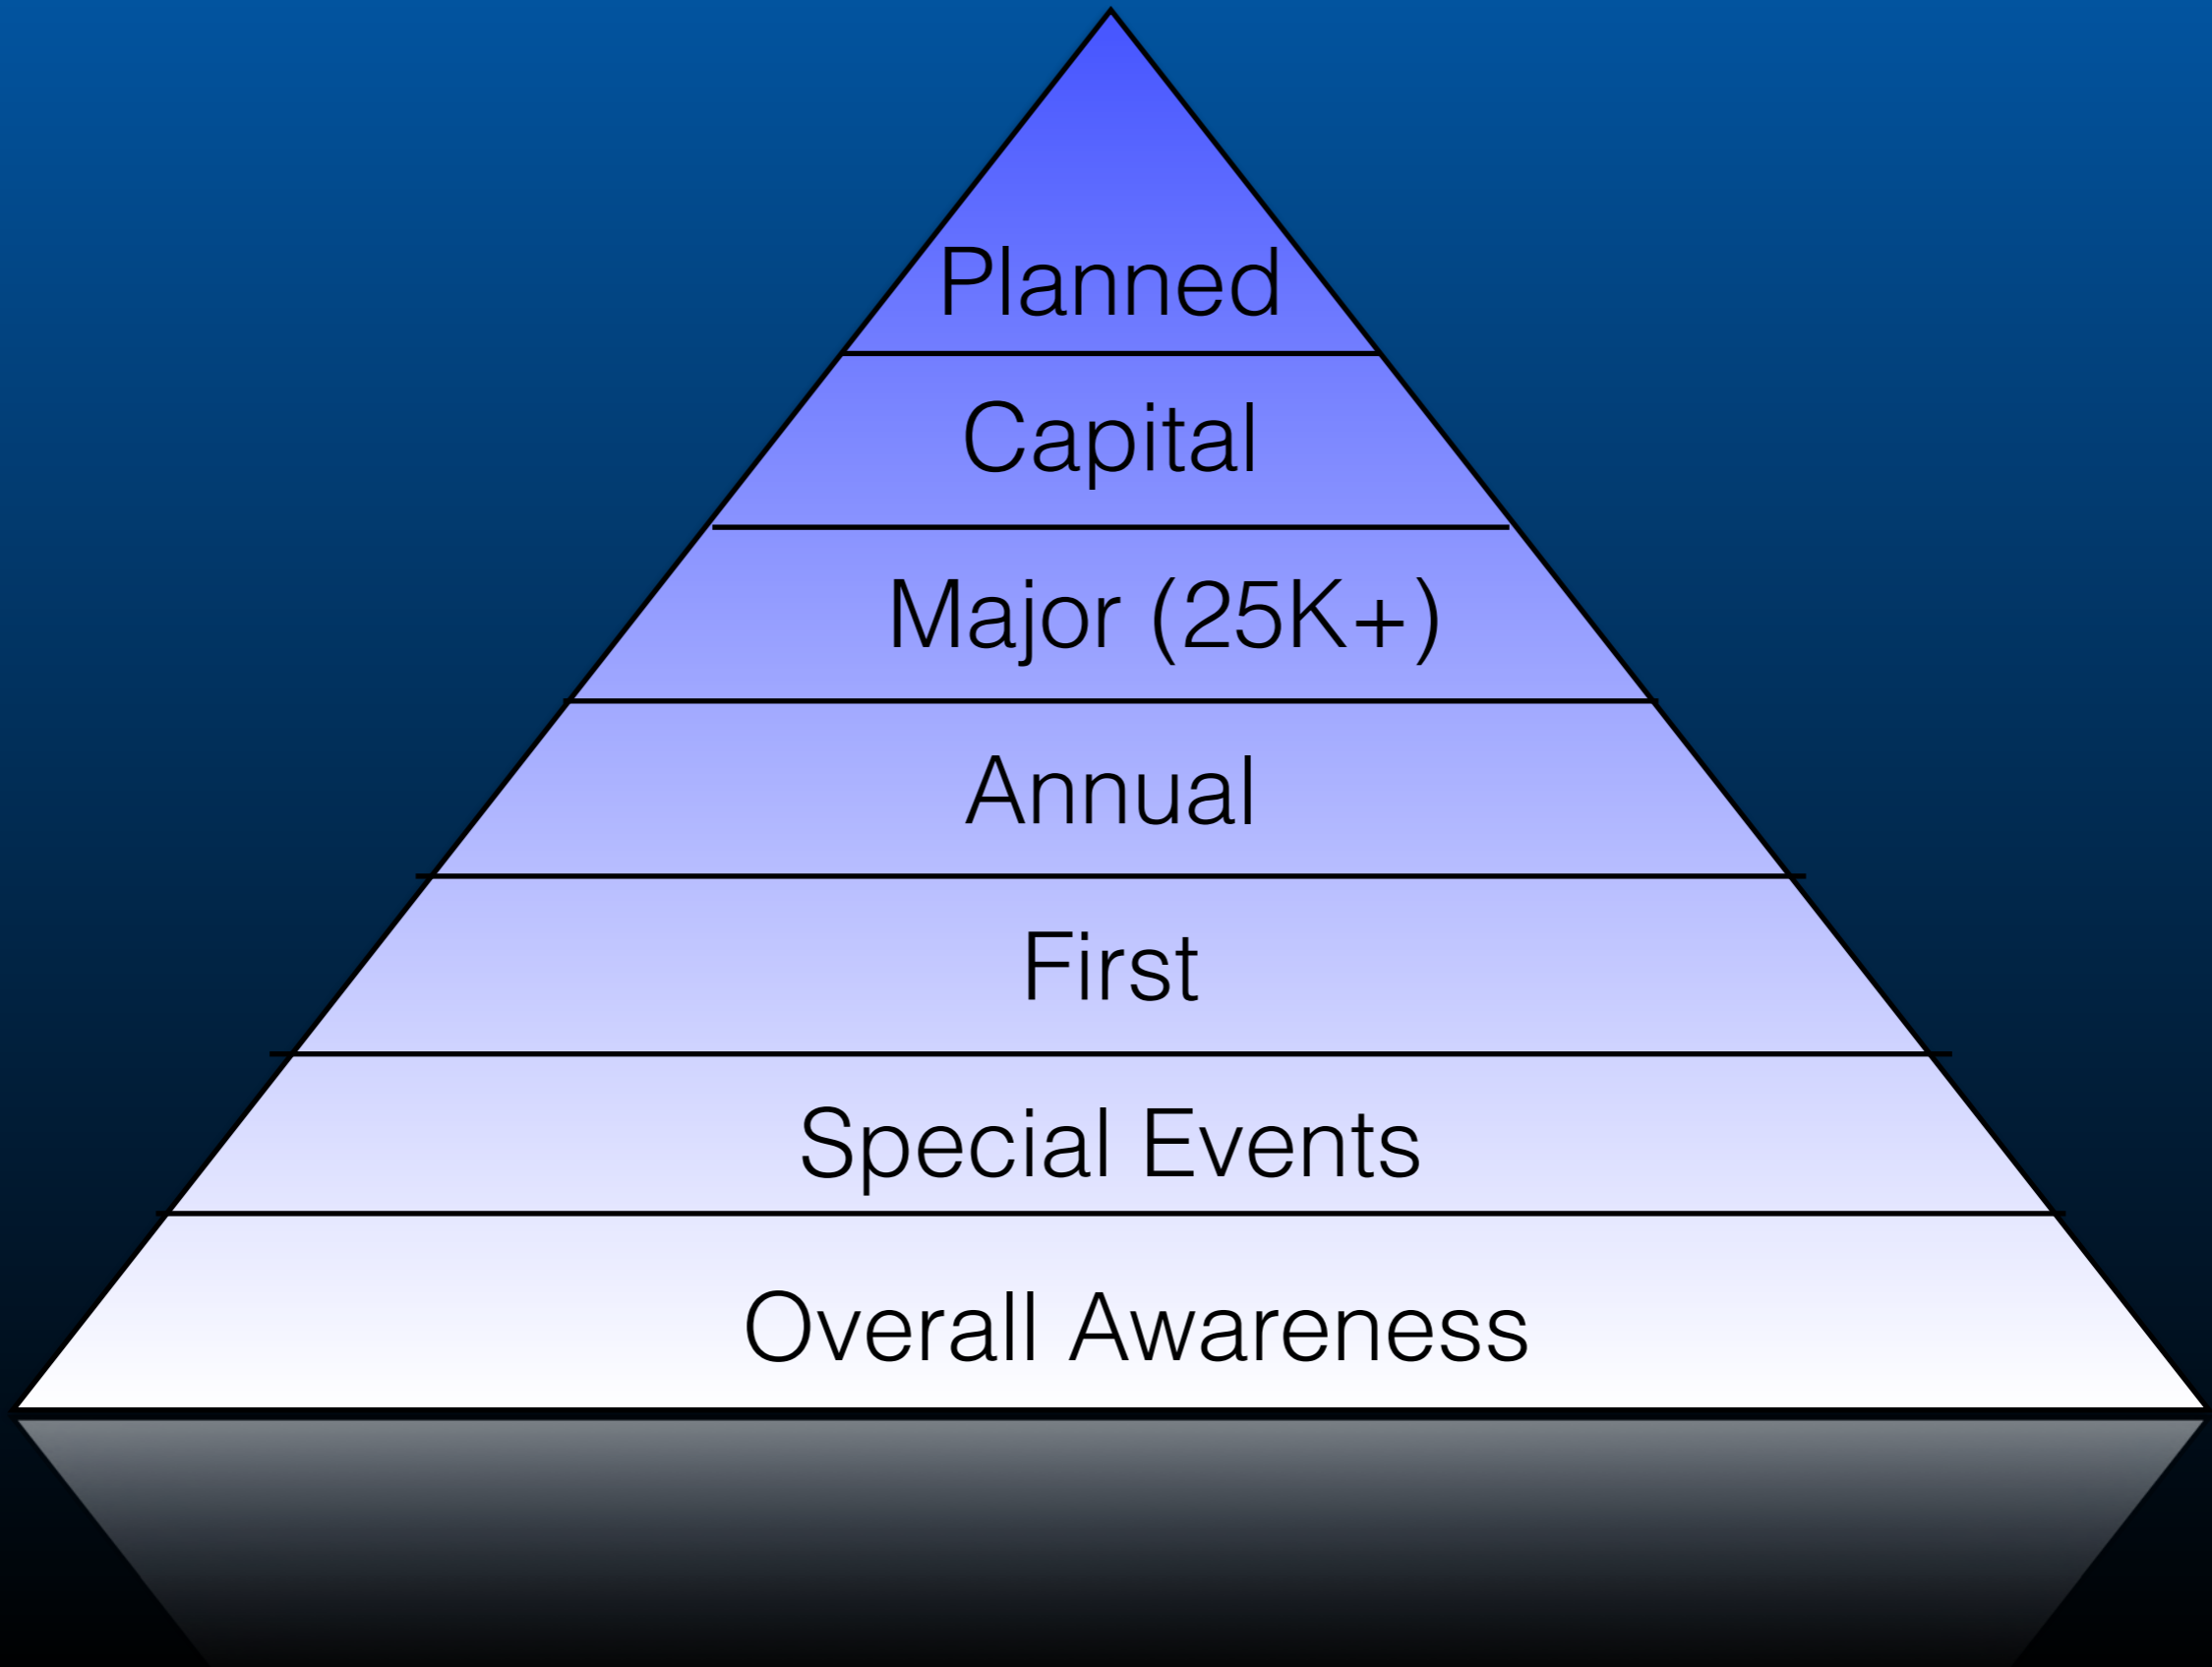 Planned
Capital
Major (25K+)
Annual
First
Special Events
Overall Awareness